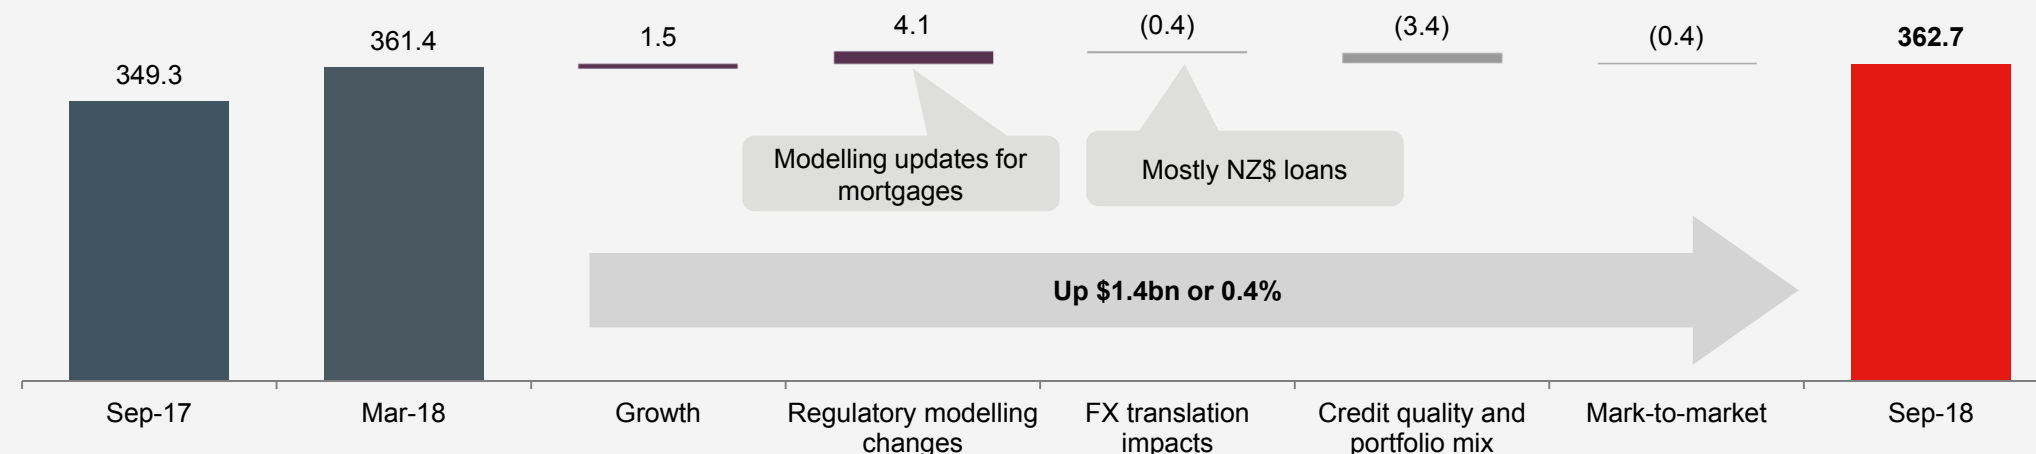 349.3
361.4
1.5
4.1
(0.4)
(3.4)
(0.4)
362.7
Modelling updates for
mortgages
Mostly NZ$ loans
Up $1.4bn or 0.4%
Sep-17
Mar-18
Growth
Regulatory modelling
changes
FX translation
impacts
Credit quality and
portfolio mix
Mark-to-market
Sep-18